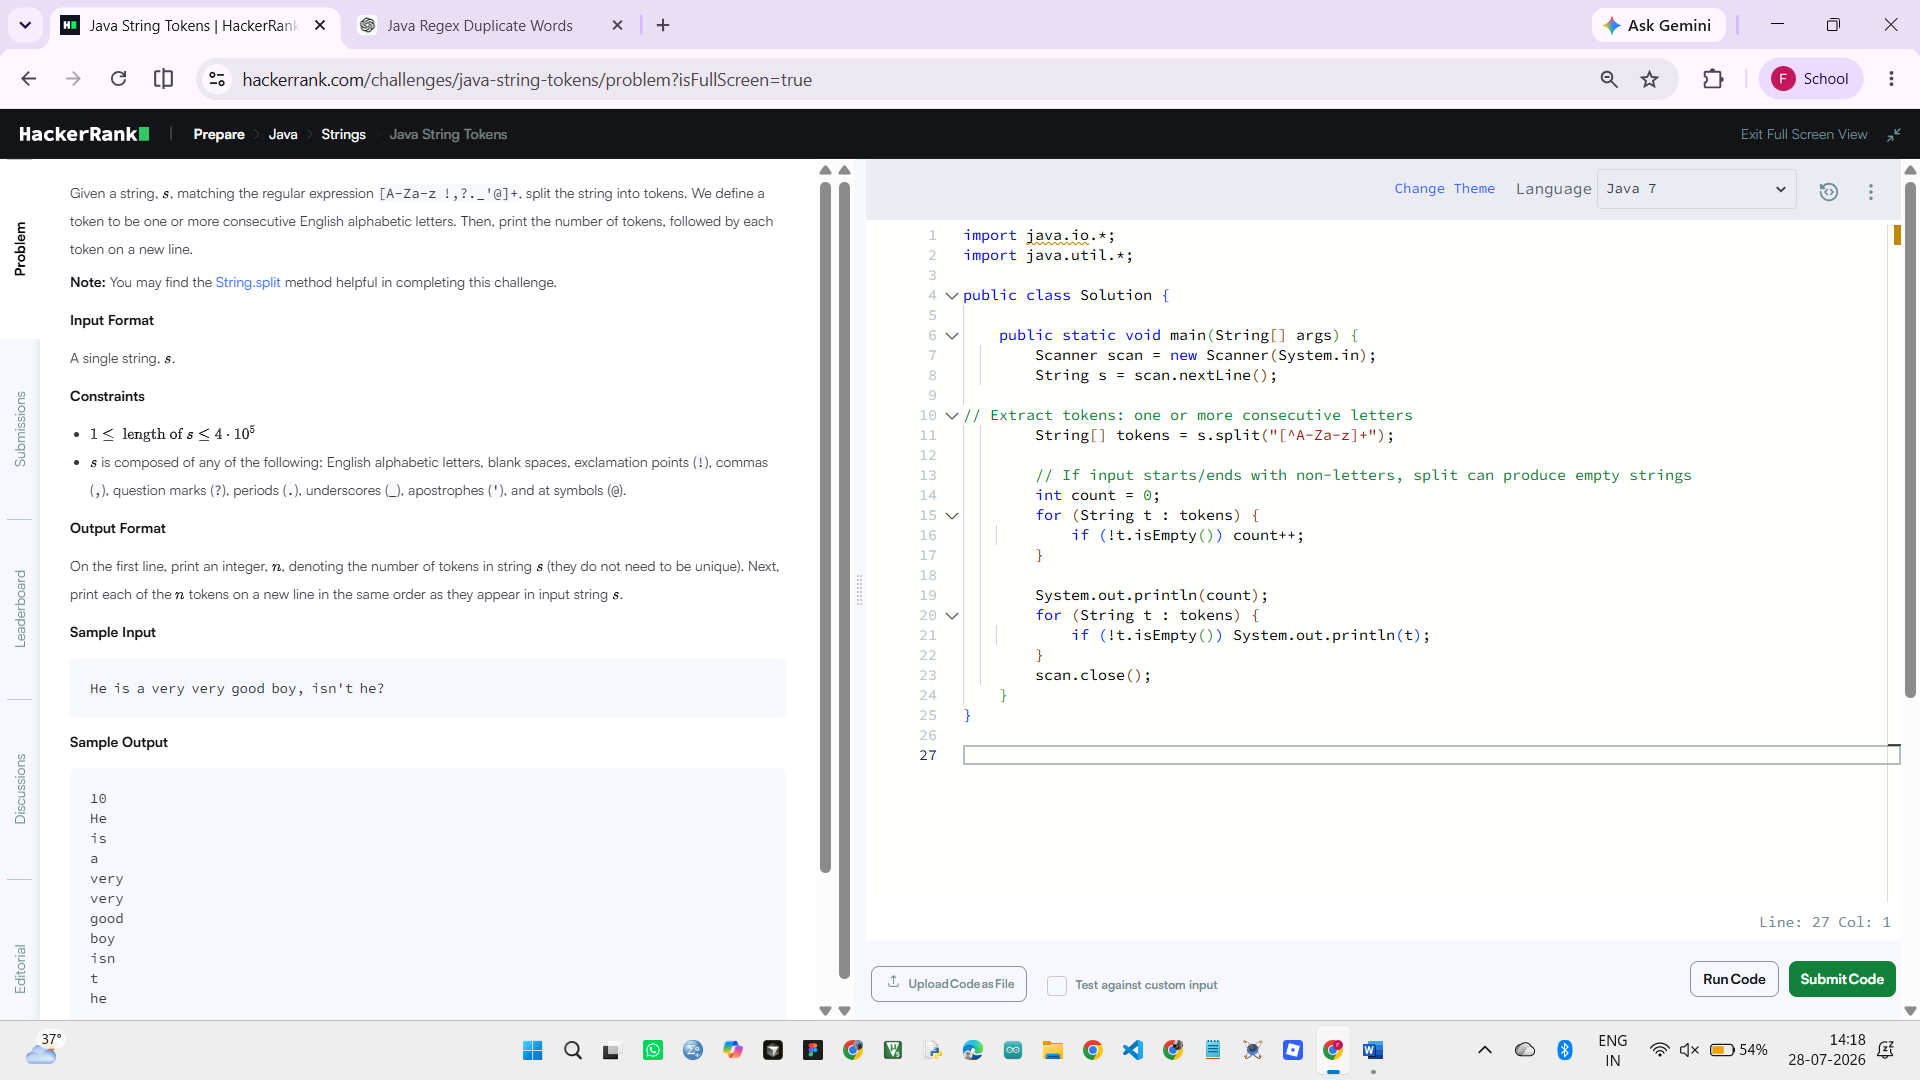 Java String Tokens | HackerRank
Java Regex Duplicate Words
Ask Gemini
hackerrank.com/challenges/java-string-tokens/problem?isFullScreen=true
F School
HackerRank
Prepare
Java
Strings
Java String Tokens
Exit Full Screen View
Problem
Submissions
Leaderboard
Discussions
Editorial
Given a string, s, matching the regular expression [A-Za-z !,?._'@]+, split the string into tokens. We define a
token to be one or more consecutive English alphabetic letters. Then, print the number of tokens, followed by each
token on a new line.
Note: You may find the String.split method helpful in completing this challenge.
Input Format
A single string, s.
Constraints
• 1 ≤ length of s ≤ 4 · 10⁵
• s is composed of any of the following: English alphabetic letters, blank spaces, exclamation points (!), commas
(,), question marks (?), periods (.), underscores (_), apostrophes ('), and at symbols (@).
Output Format
On the first line, print an integer, n, denoting the number of tokens in string s (they do not need to be unique). Next,
print each of the n tokens on a new line in the same order as they appear in input string s.
Sample Input
He is a very very good boy, isn't he?
Sample Output
10
He
is
a
very
very
good
boy
isn
t
he
Change Theme
Language
Java 7
1 import java.io.*;
2 import java.util.*;
3
4 public class Solution {
5
6 public static void main(String[] args) {
7 Scanner scan = new Scanner(System.in);
8 String s = scan.nextLine();
9
10 // Extract tokens: one or more consecutive letters
11 String[] tokens = s.split("[^A-Za-z]+");
12
13 // If input starts/ends with non-letters, split can produce empty strings
14 int count = 0;
15 for (String t : tokens) {
16 if (!t.isEmpty()) count++;
17 }
18
19 System.out.println(count);
20 for (String t : tokens) {
21 if (!t.isEmpty()) System.out.println(t);
22 }
23 scan.close();
24 }
25 }
26
27
Line: 27 Col: 1
Upload Code as File
Test against custom input
Run Code
Submit Code
37°
ENG
IN
54%
14:18
28-07-2026